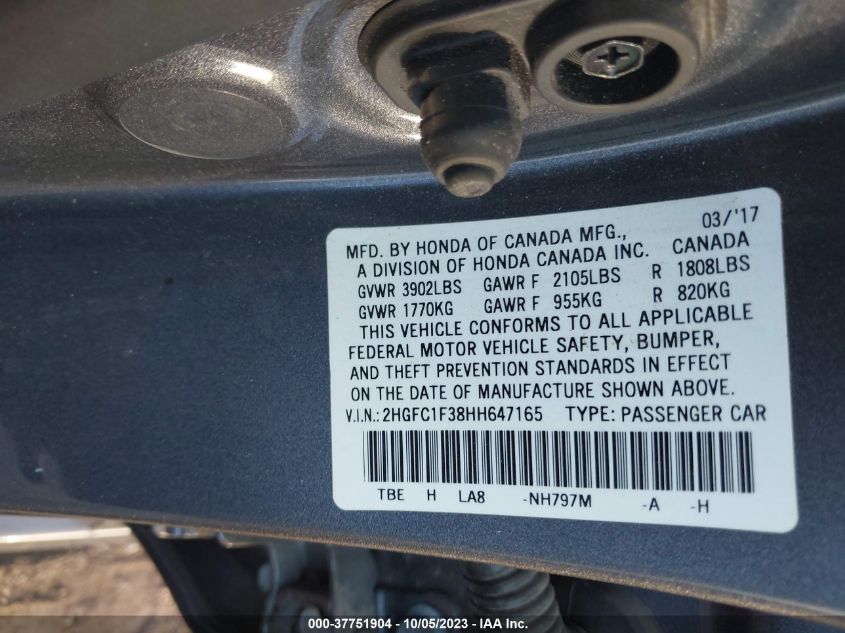 03/'17
MFD. BY HONDA OF CANADA MFG.,
A DIVISION OF HONDA CANADA INC. CANADA
GVWR 3902LBS GAWR F 2105LBS R 1808LBS
GVWR 1770KG GAWR F 955KG R 820KG
THIS VEHICLE CONFORMS TO ALL APPLICABLE
FEDERAL MOTOR VEHICLE SAFETY, BUMPER,
AND THEFT PREVENTION STANDARDS IN EFFECT
ON THE DATE OF MANUFACTURE SHOWN ABOVE.
V.I.N.: 2HGFC1F38HH647165 TYPE: PASSENGER CAR
TBE H LA8 -NH797M -A -H
000-37751904 - 10/05/2023 - IAA Inc.